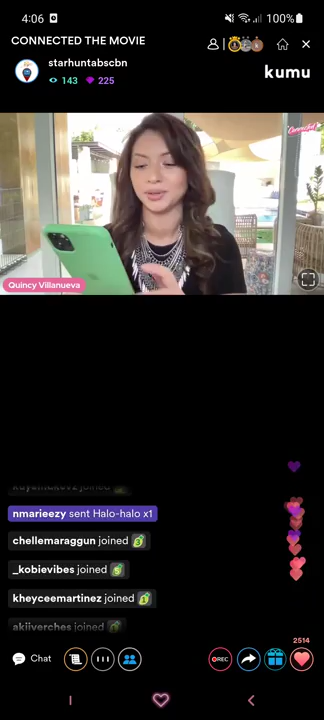 4:06
100%
CONNECTED THE MOVIE
starhuntabscbn
143 225
kumu
Connected
Quincy Villanueva
nmarieezy sent Halo-halo x1
chellemaraggun joined
_kobievibes joined
kheyceemartinez joined
akiiverches joined
2514
Chat
REC